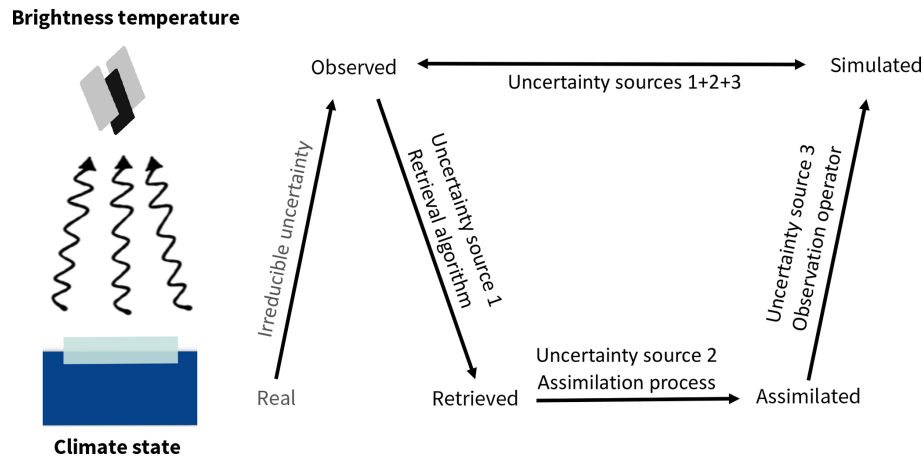 Brightness temperature
Observed
Simulated
Uncertainty sources 1+2+3
Irreducible uncertainty
Uncertainty source 1
Retrieval algorithm
Uncertainty source 3
Observation operator
Uncertainty source 2
Assimilation process
Real
Retrieved
Assimilated
Climate state